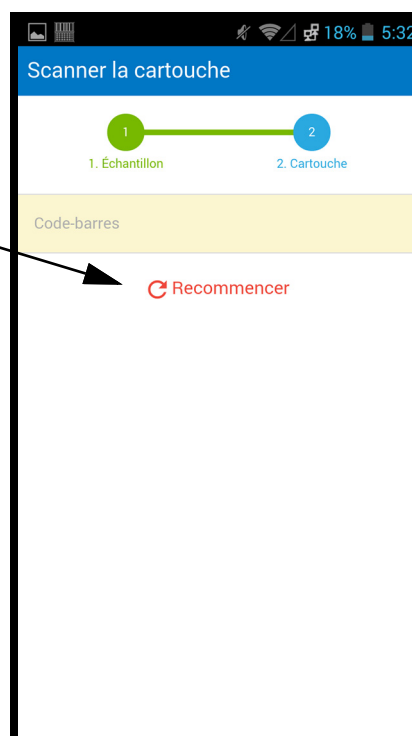 18% 5:32
Scanner la cartouche
1 2
1. Échantillon 2. Cartouche
Code-barres
Recommencer